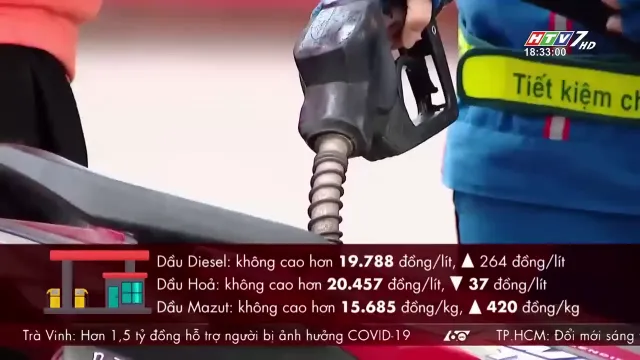 HTV7 HD
18:33:00
Tiết kiệm ch
Dầu Diesel: không cao hơn 19.788 đồng/lít, ▲ 264 đồng/lít
Dầu Hoả: không cao hơn 20.457 đồng/lít, ▼ 37 đồng/lít
Dầu Mazut: không cao hơn 15.685 đồng/kg, ▲ 420 đồng/kg
Trà Vinh: Hơn 1,5 tỷ đồng hỗ trợ người bị ảnh hưởng COVID-19
TP.HCM: Đổi mới sáng